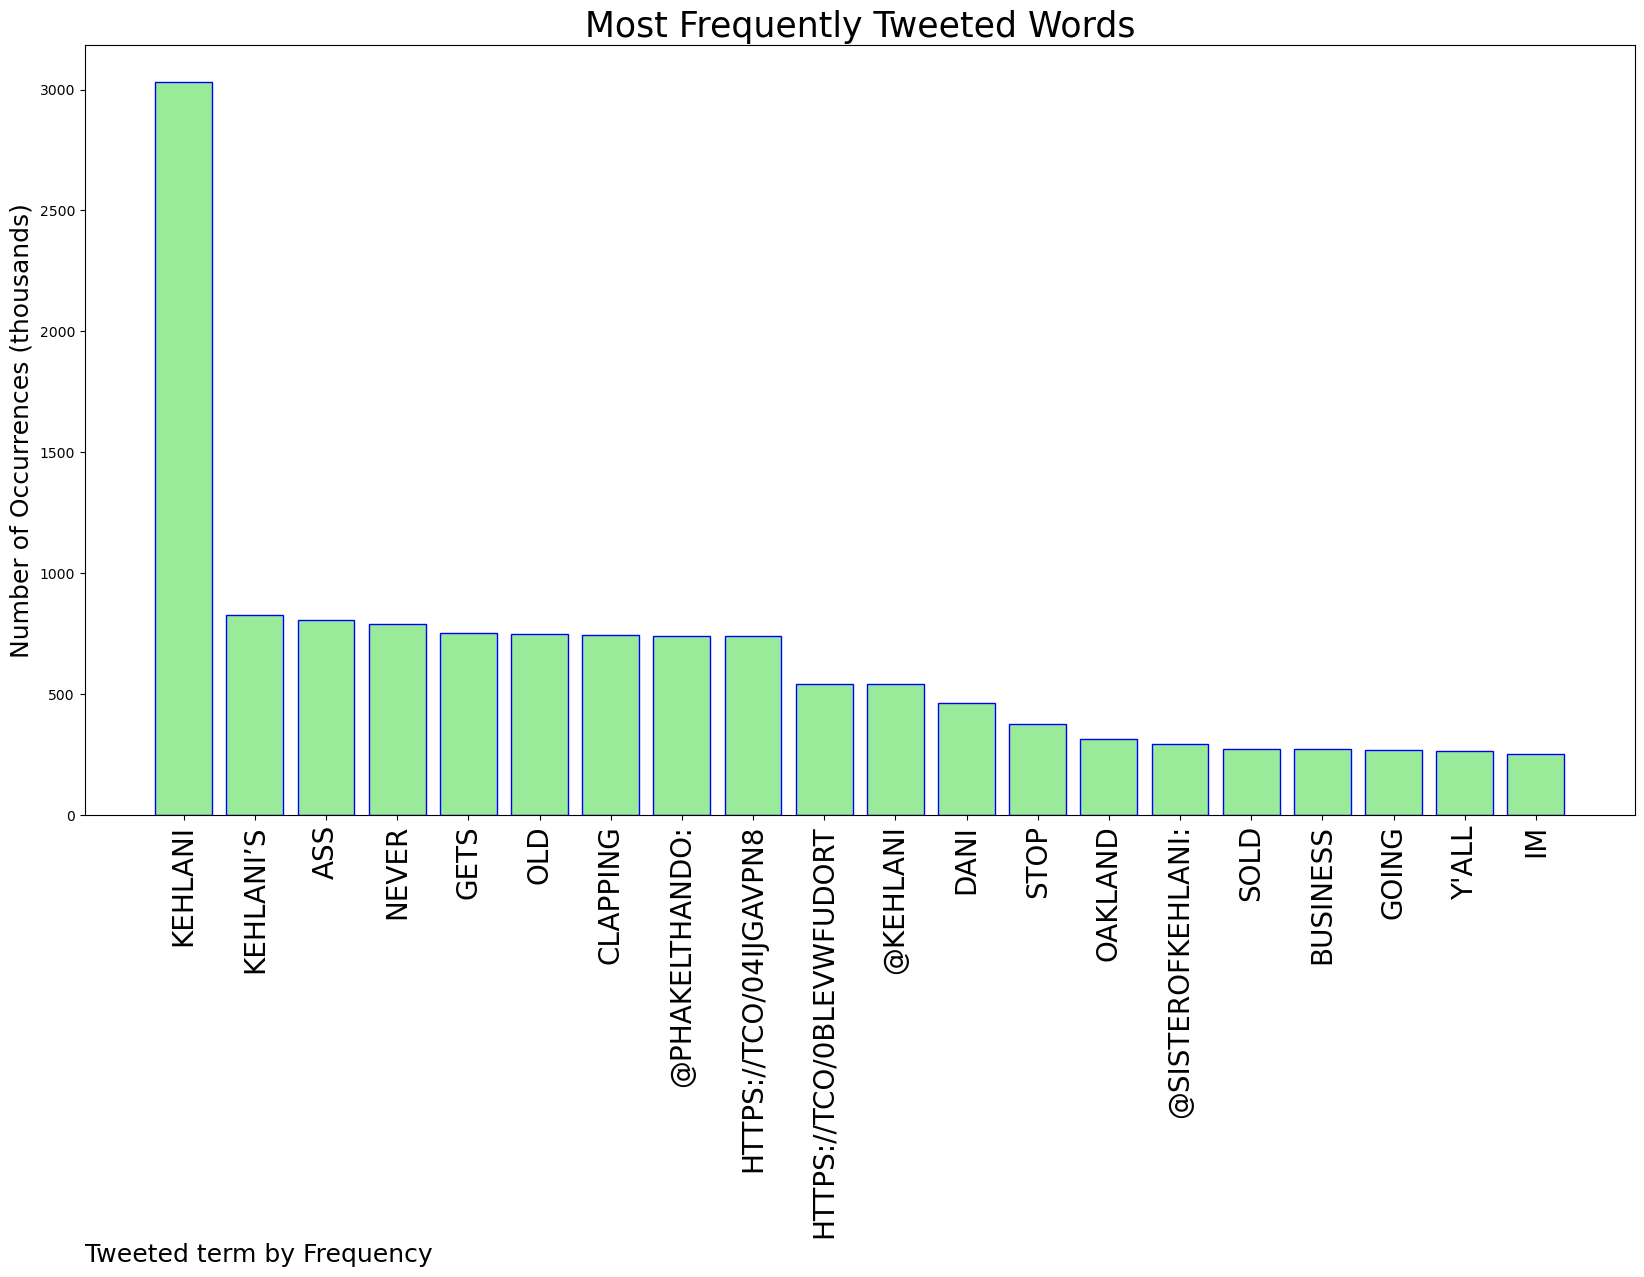 Most Frequently Tweeted Words
Number of Occurrences (thousands)
3000
2500
2000
1500
1000
500
0
KEHLANI
KEHLANI’S
ASS
NEVER
GETS
OLD
CLAPPING
@PHAKELTHANDO:
HTTPS://TCO/04IJGAVPN8
HTTPS://TCO/0BLEVWFUDORT
@KEHLANI
DANI
STOP
OAKLAND
@SISTEROFKEHLANI:
SOLD
BUSINESS
GOING
Y'ALL
IM
Tweeted term by Frequency